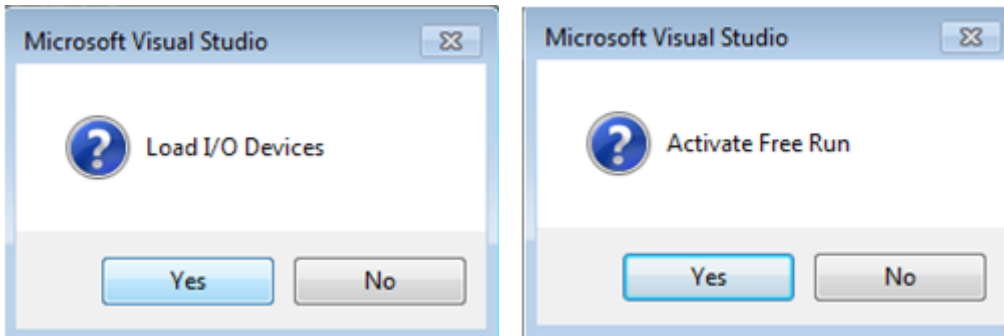 Microsoft Visual Studio
Load I/O Devices
Yes No
Microsoft Visual Studio
Activate Free Run
Yes No